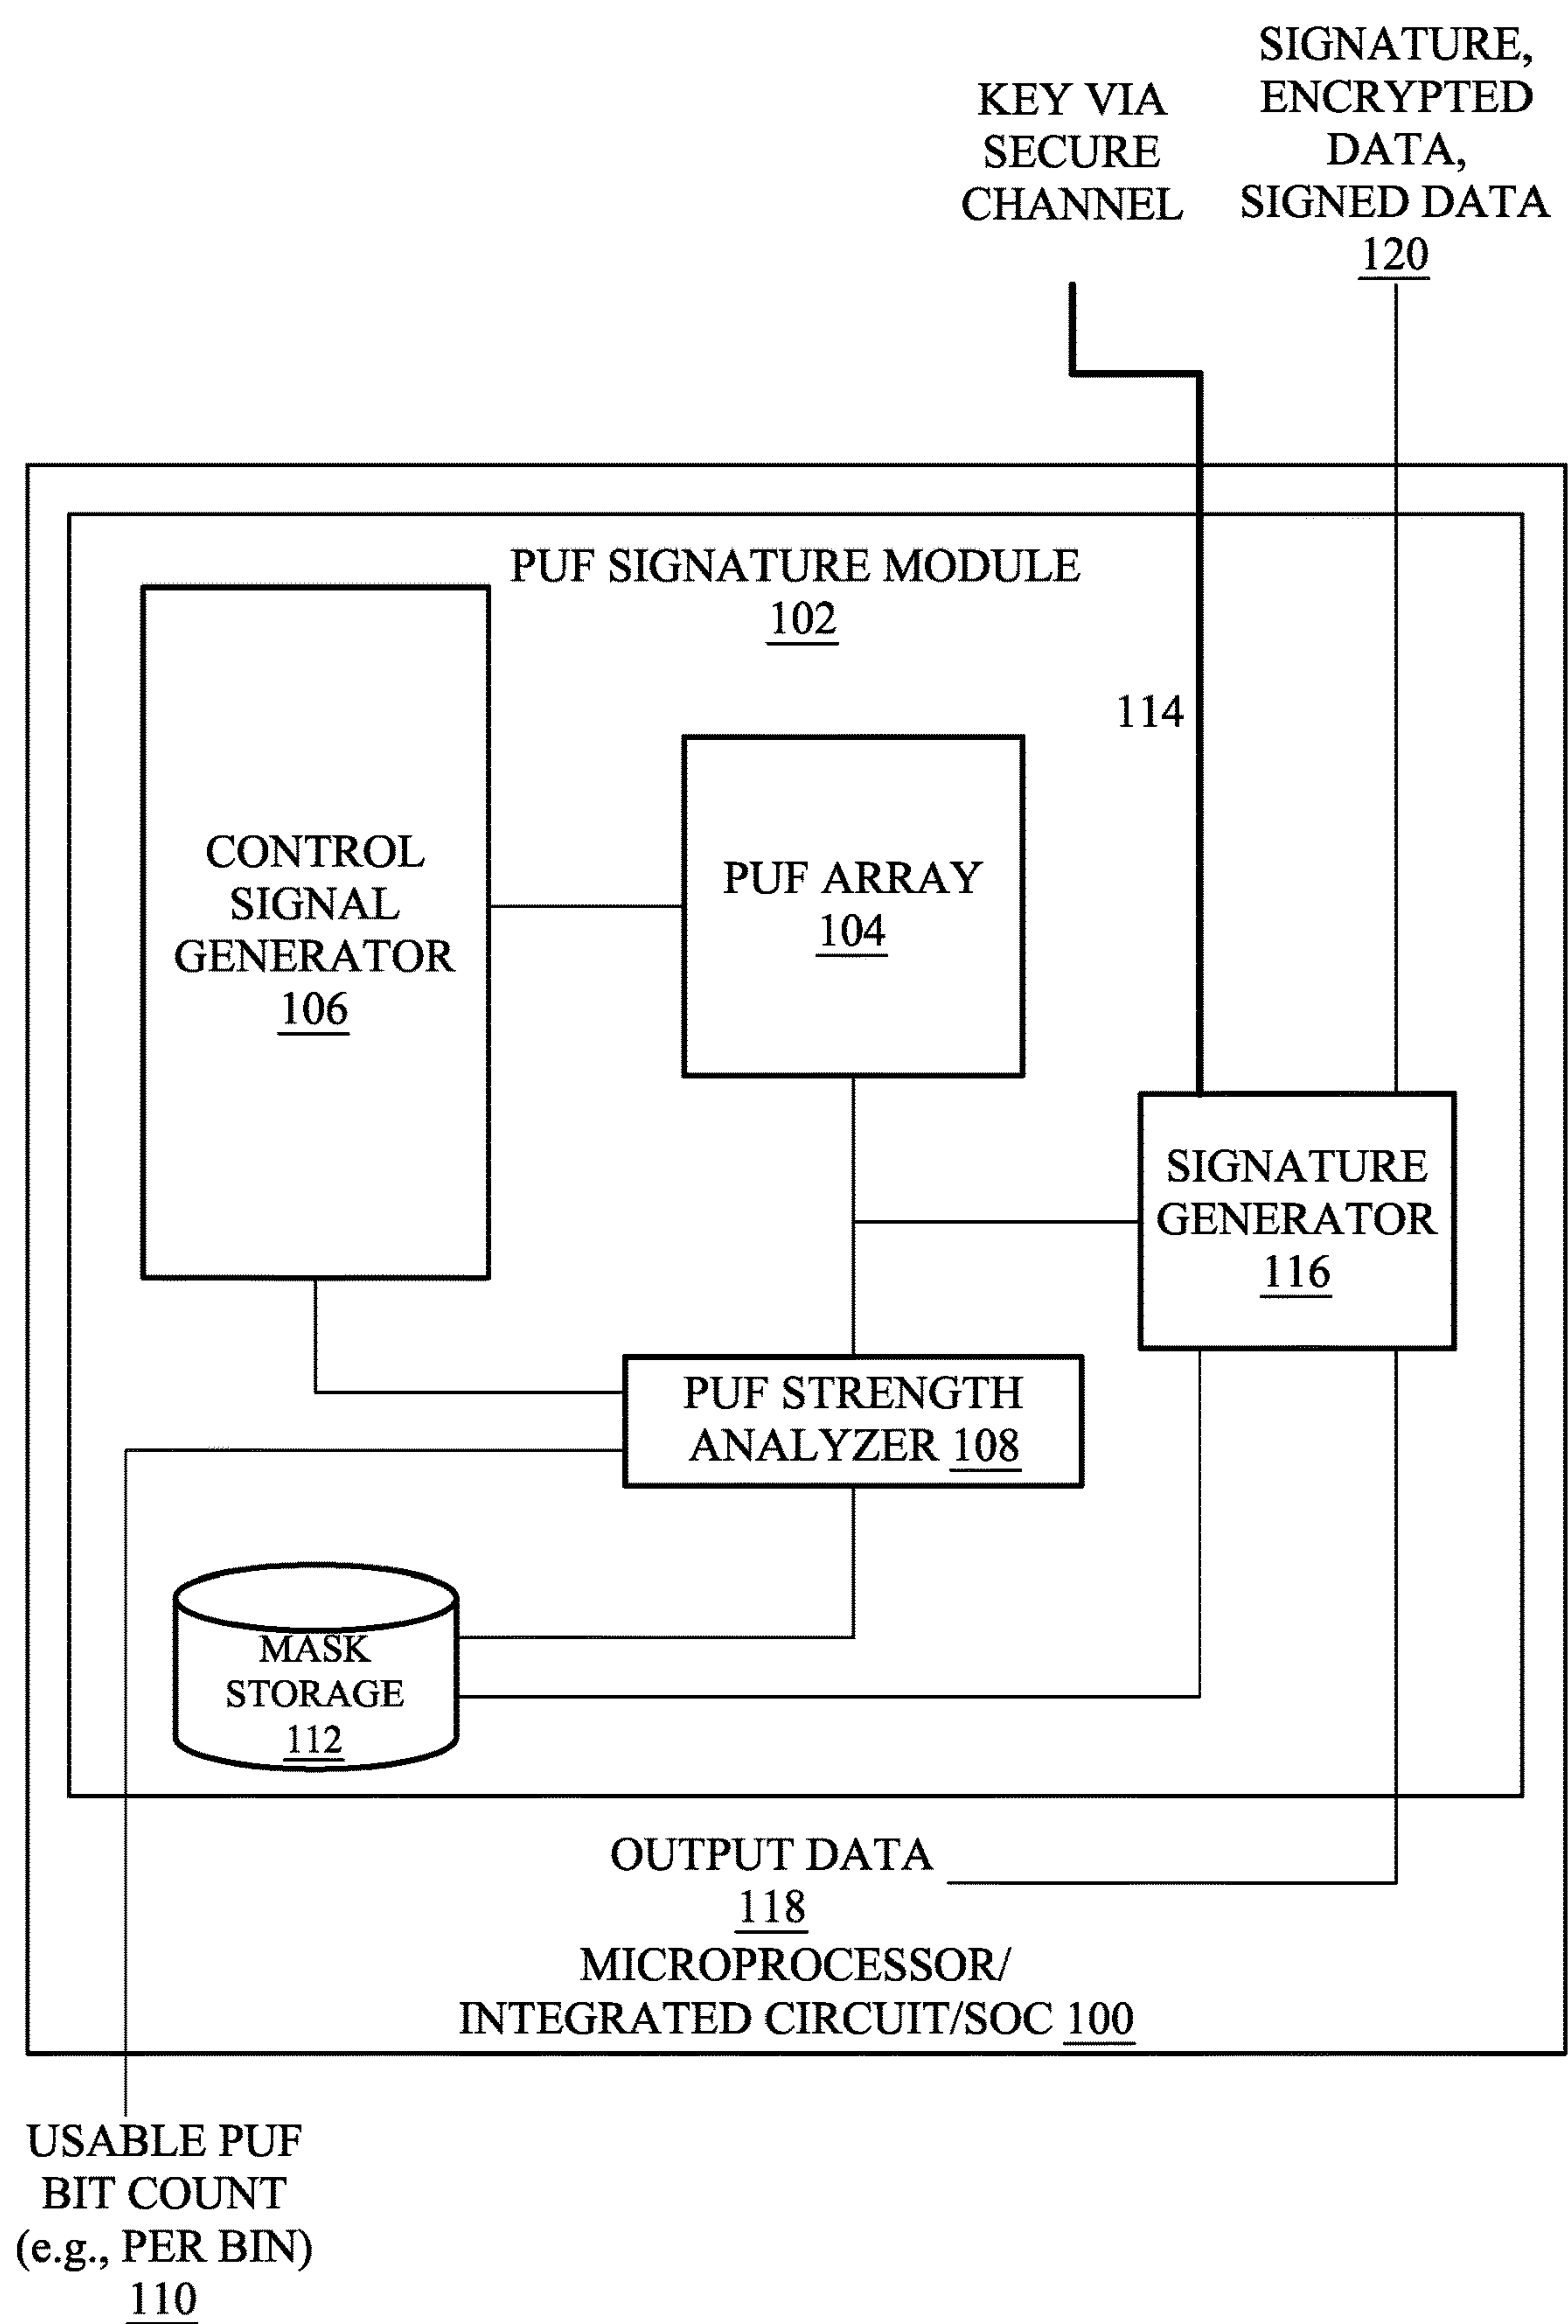 KEY VIA
SECURE
CHANNEL
SIGNATURE,
ENCRYPTED
DATA,
SIGNED DATA
120
PUF SIGNATURE MODULE
102
114
CONTROL
SIGNAL
GENERATOR
106
PUF ARRAY
104
SIGNATURE
GENERATOR
116
PUF STRENGTH
ANALYZER 108
MASK
STORAGE
112
OUTPUT DATA
118
MICROPROCESSOR/
INTEGRATED CIRCUIT/SOC 100
USABLE PUF
BIT COUNT
(e.g., PER BIN)
110